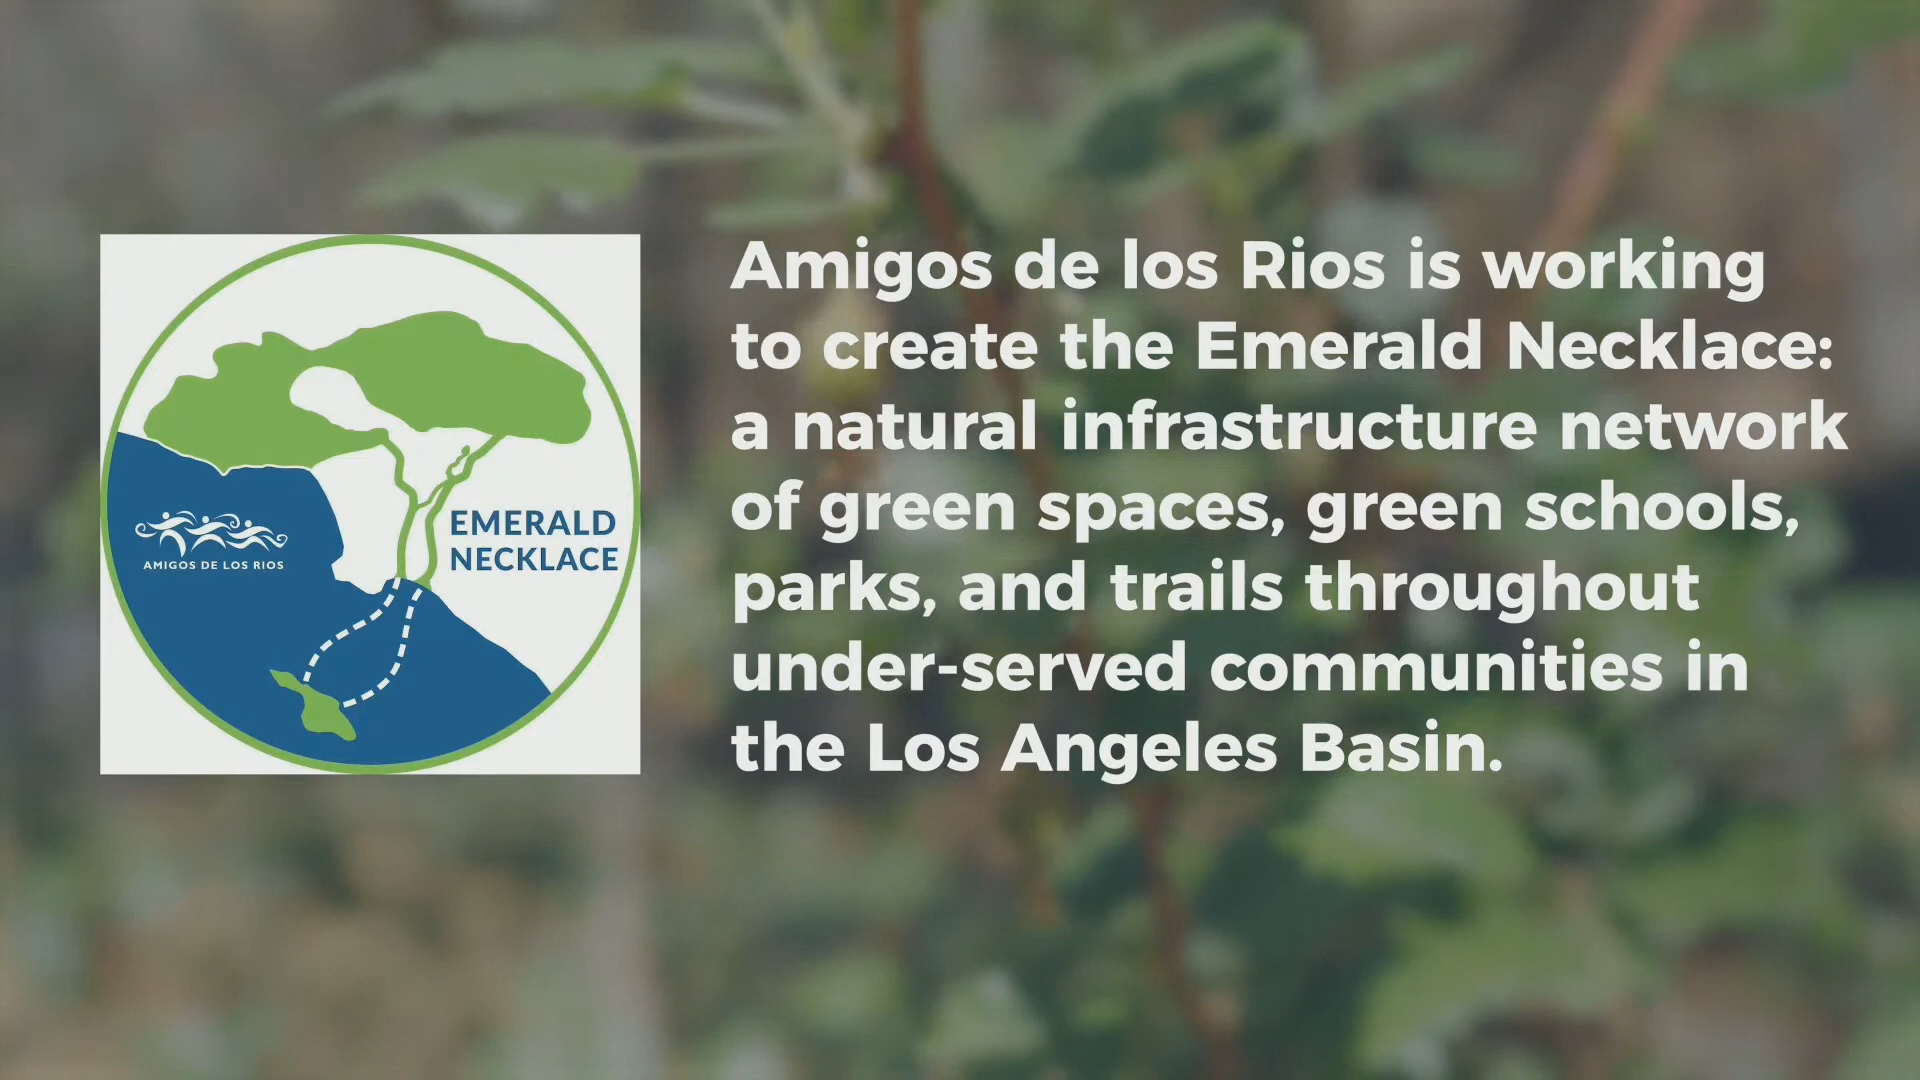 AMIGOS DE LOS RIOS
EMERALD
NECKLACE
Amigos de los Rios is working
to create the Emerald Necklace:
a natural infrastructure network
of green spaces, green schools,
parks, and trails throughout
under-served communities in
the Los Angeles Basin.